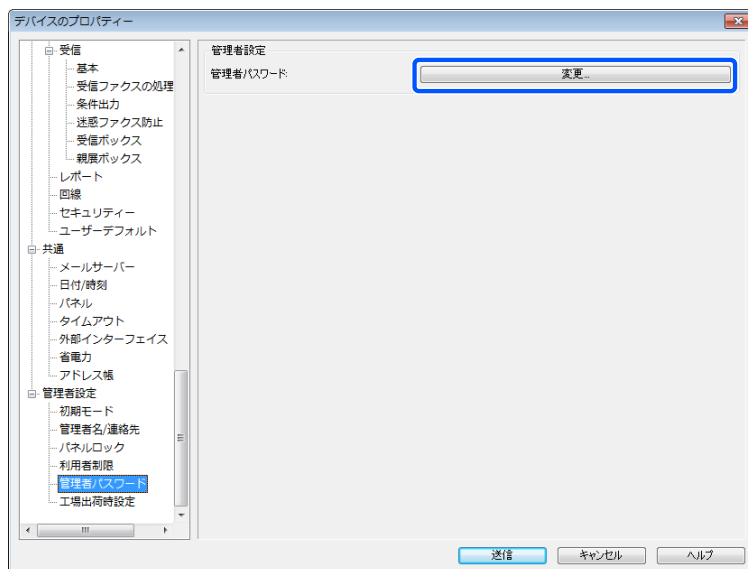 デバイスのプロパティー
受信
基本
受信ファクスの処理
条件出力
迷惑ファクス防止
受信ボックス
親展ボックス
レポート
回線
セキュリティー
ユーザーデフォルト
共通
メールサーバー
日付/時刻
パネル
タイムアウト
外部インターフェイス
省電力
アドレス帳
管理者設定
初期モード
管理者名/連絡先
パネルロック
利用者制限
管理者パスワード
工場出荷時設定
管理者設定
管理者パスワード:
変更...
送信
キャンセル
ヘルプ